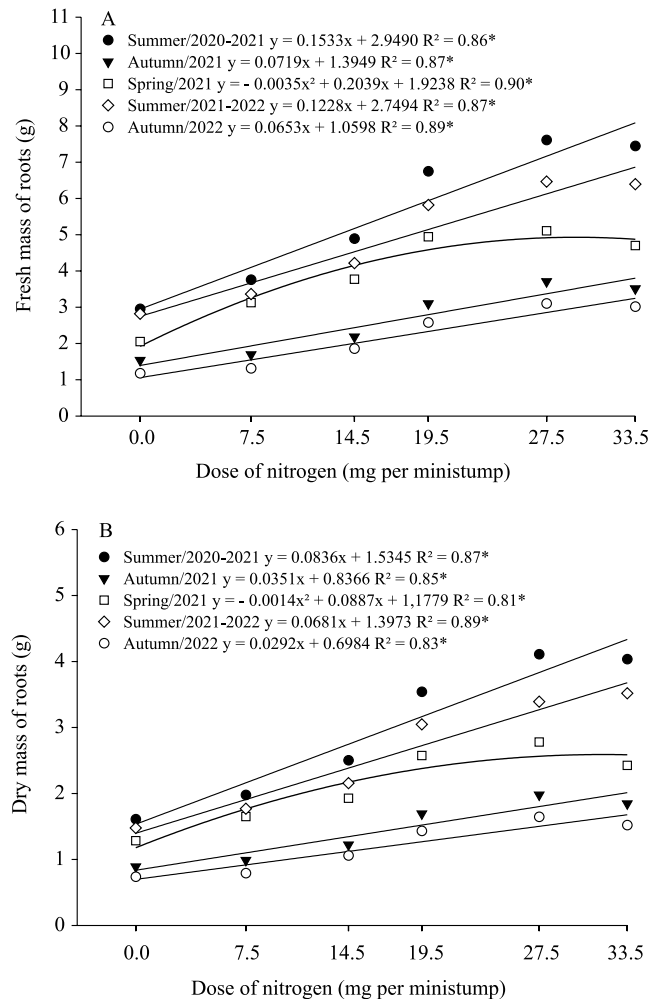 A
11
10
9
8
7
6
5
4
3
2
1
0
Fresh mass of roots (g)
Summer/2020-2021 y = 0.1533x + 2.9490 R² = 0.86*
Autumn/2021 y = 0.0719x + 1.3949 R² = 0.87*
Spring/2021 y = - 0.0035x² + 0.2039x + 1.9238 R² = 0.90*
Summer/2021-2022 y = 0.1228x + 2.7494 R² = 0.87*
Autumn/2022 y = 0.0653x + 1.0598 R² = 0.89*
0.0 7.5 14.5 19.5 27.5 33.5
Dose of nitrogen (mg per ministump)
B
6
5
4
3
2
1
0
Dry mass of roots (g)
Summer/2020-2021 y = 0.0836x + 1.5345 R² = 0.87*
Autumn/2021 y = 0.0351x + 0.8366 R² = 0.85*
Spring/2021 y = - 0.0014x² + 0.0887x + 1,1779 R² = 0.81*
Summer/2021-2022 y = 0.0681x + 1.3973 R² = 0.89*
Autumn/2022 y = 0.0292x + 0.6984 R² = 0.83*
0.0 7.5 14.5 19.5 27.5 33.5
Dose of nitrogen (mg per ministump)